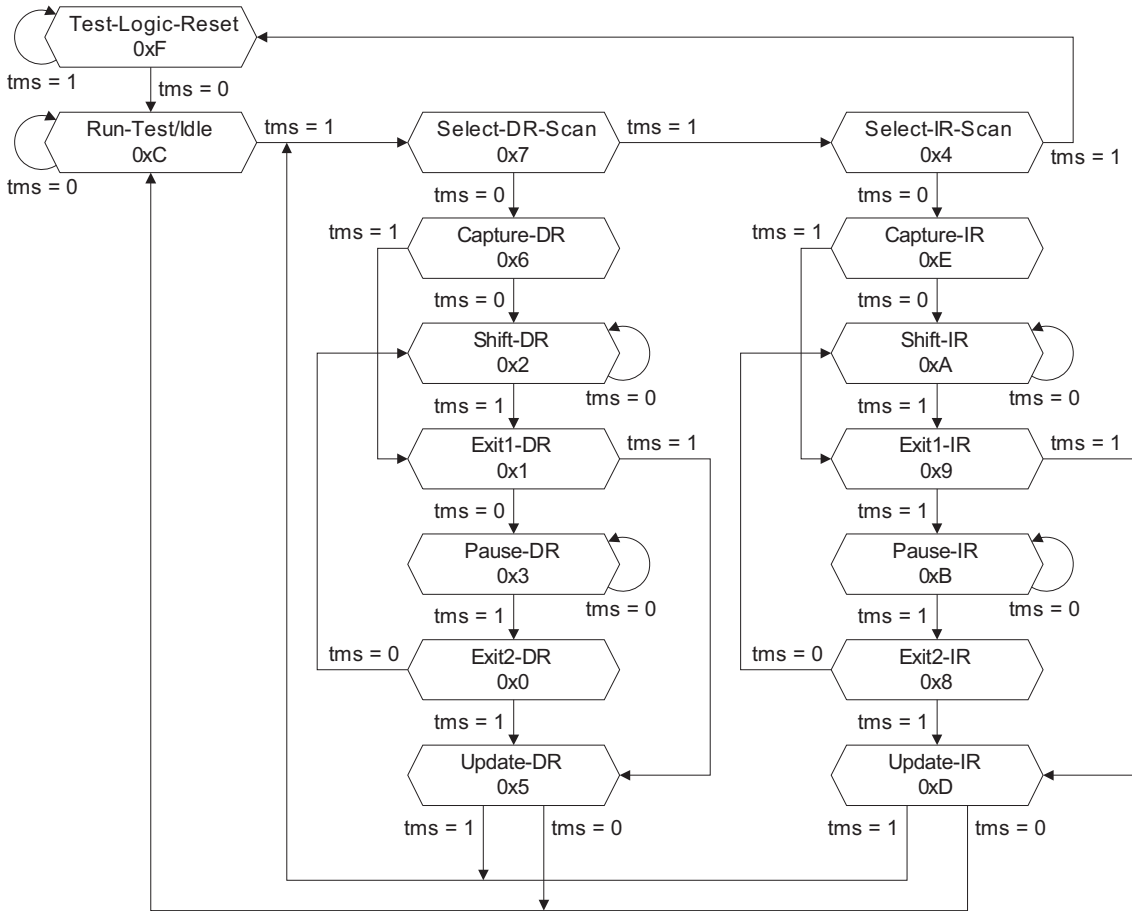 Test-Logic-Reset
0xF
tms = 1
tms = 0
Run-Test/Idle
0xC
tms = 1
tms = 0
Select-DR-Scan
0x7
tms = 1
tms = 0
Select-IR-Scan
0x4
tms = 1
tms = 0
tms = 1
Capture-DR
0x6
tms = 0
tms = 1
Capture-IR
0xE
tms = 0
Shift-DR
0x2
tms = 0
tms = 1
Shift-IR
0xA
tms = 0
tms = 1
Exit1-DR
0x1
tms = 1
tms = 0
Exit1-IR
0x9
tms = 1
tms = 1
Pause-DR
0x3
tms = 0
tms = 1
Pause-IR
0xB
tms = 0
tms = 1
tms = 0
Exit2-DR
0x0
tms = 1
tms = 0
Exit2-IR
0x8
tms = 1
Update-DR
0x5
tms = 1
tms = 0
Update-IR
0xD
tms = 1
tms = 0